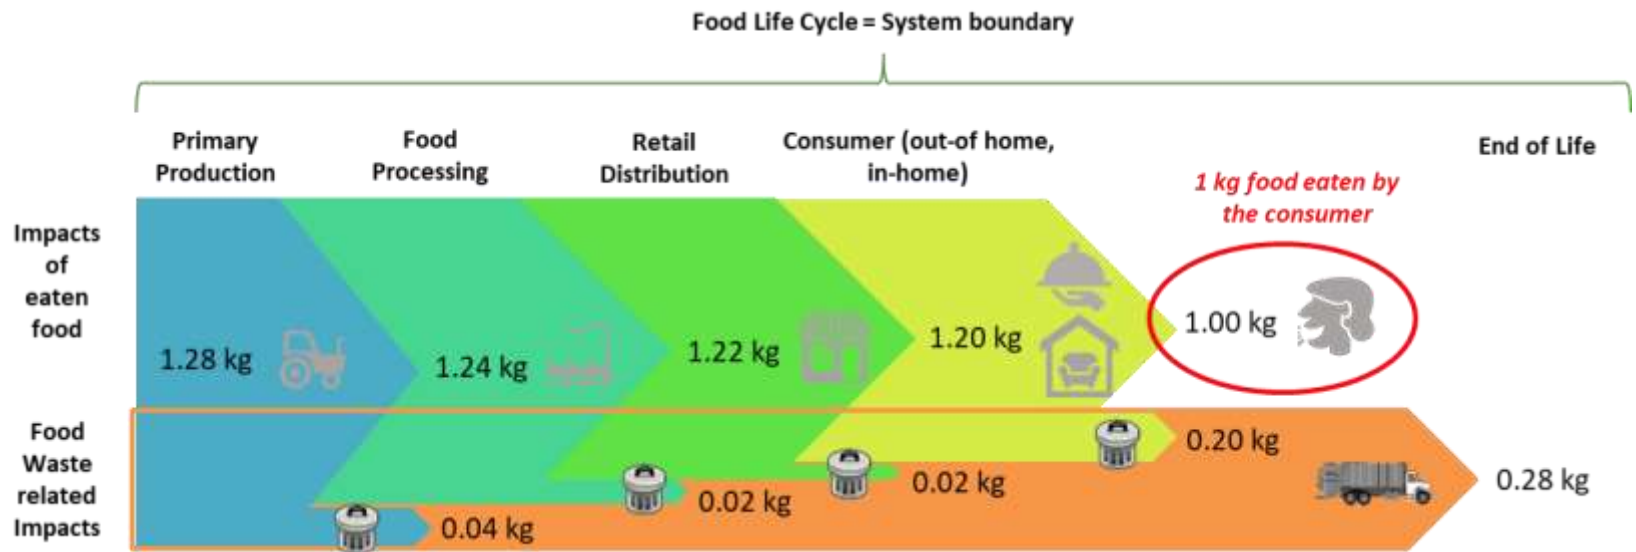 Food Life Cycle = System boundary
Primary
Production
Food
Processing
Retail
Distribution
Consumer (out-of home,
in-home)
End of Life
1 kg food eaten by
the consumer
Impacts
of
eaten
food
1.28 kg
1.24 kg
1.22 kg
1.20 kg
1.00 kg
Food
Waste
related
Impacts
0.04 kg
0.02 kg
0.02 kg
0.20 kg
0.28 kg